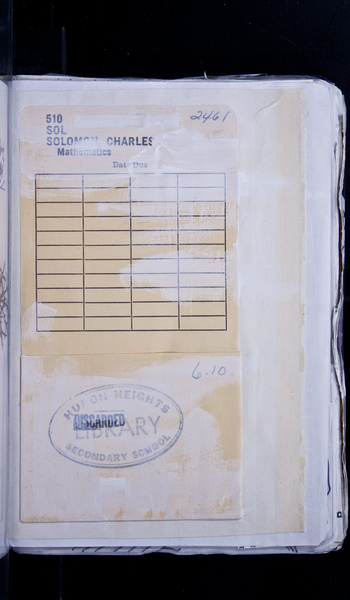 510
2461
SOL
SOLOMON, CHARLES
Mathematics
Date Due
6.10
HURON HEIGHTS
DISCARDED
LIBRARY
SECONDARY SCHOOL